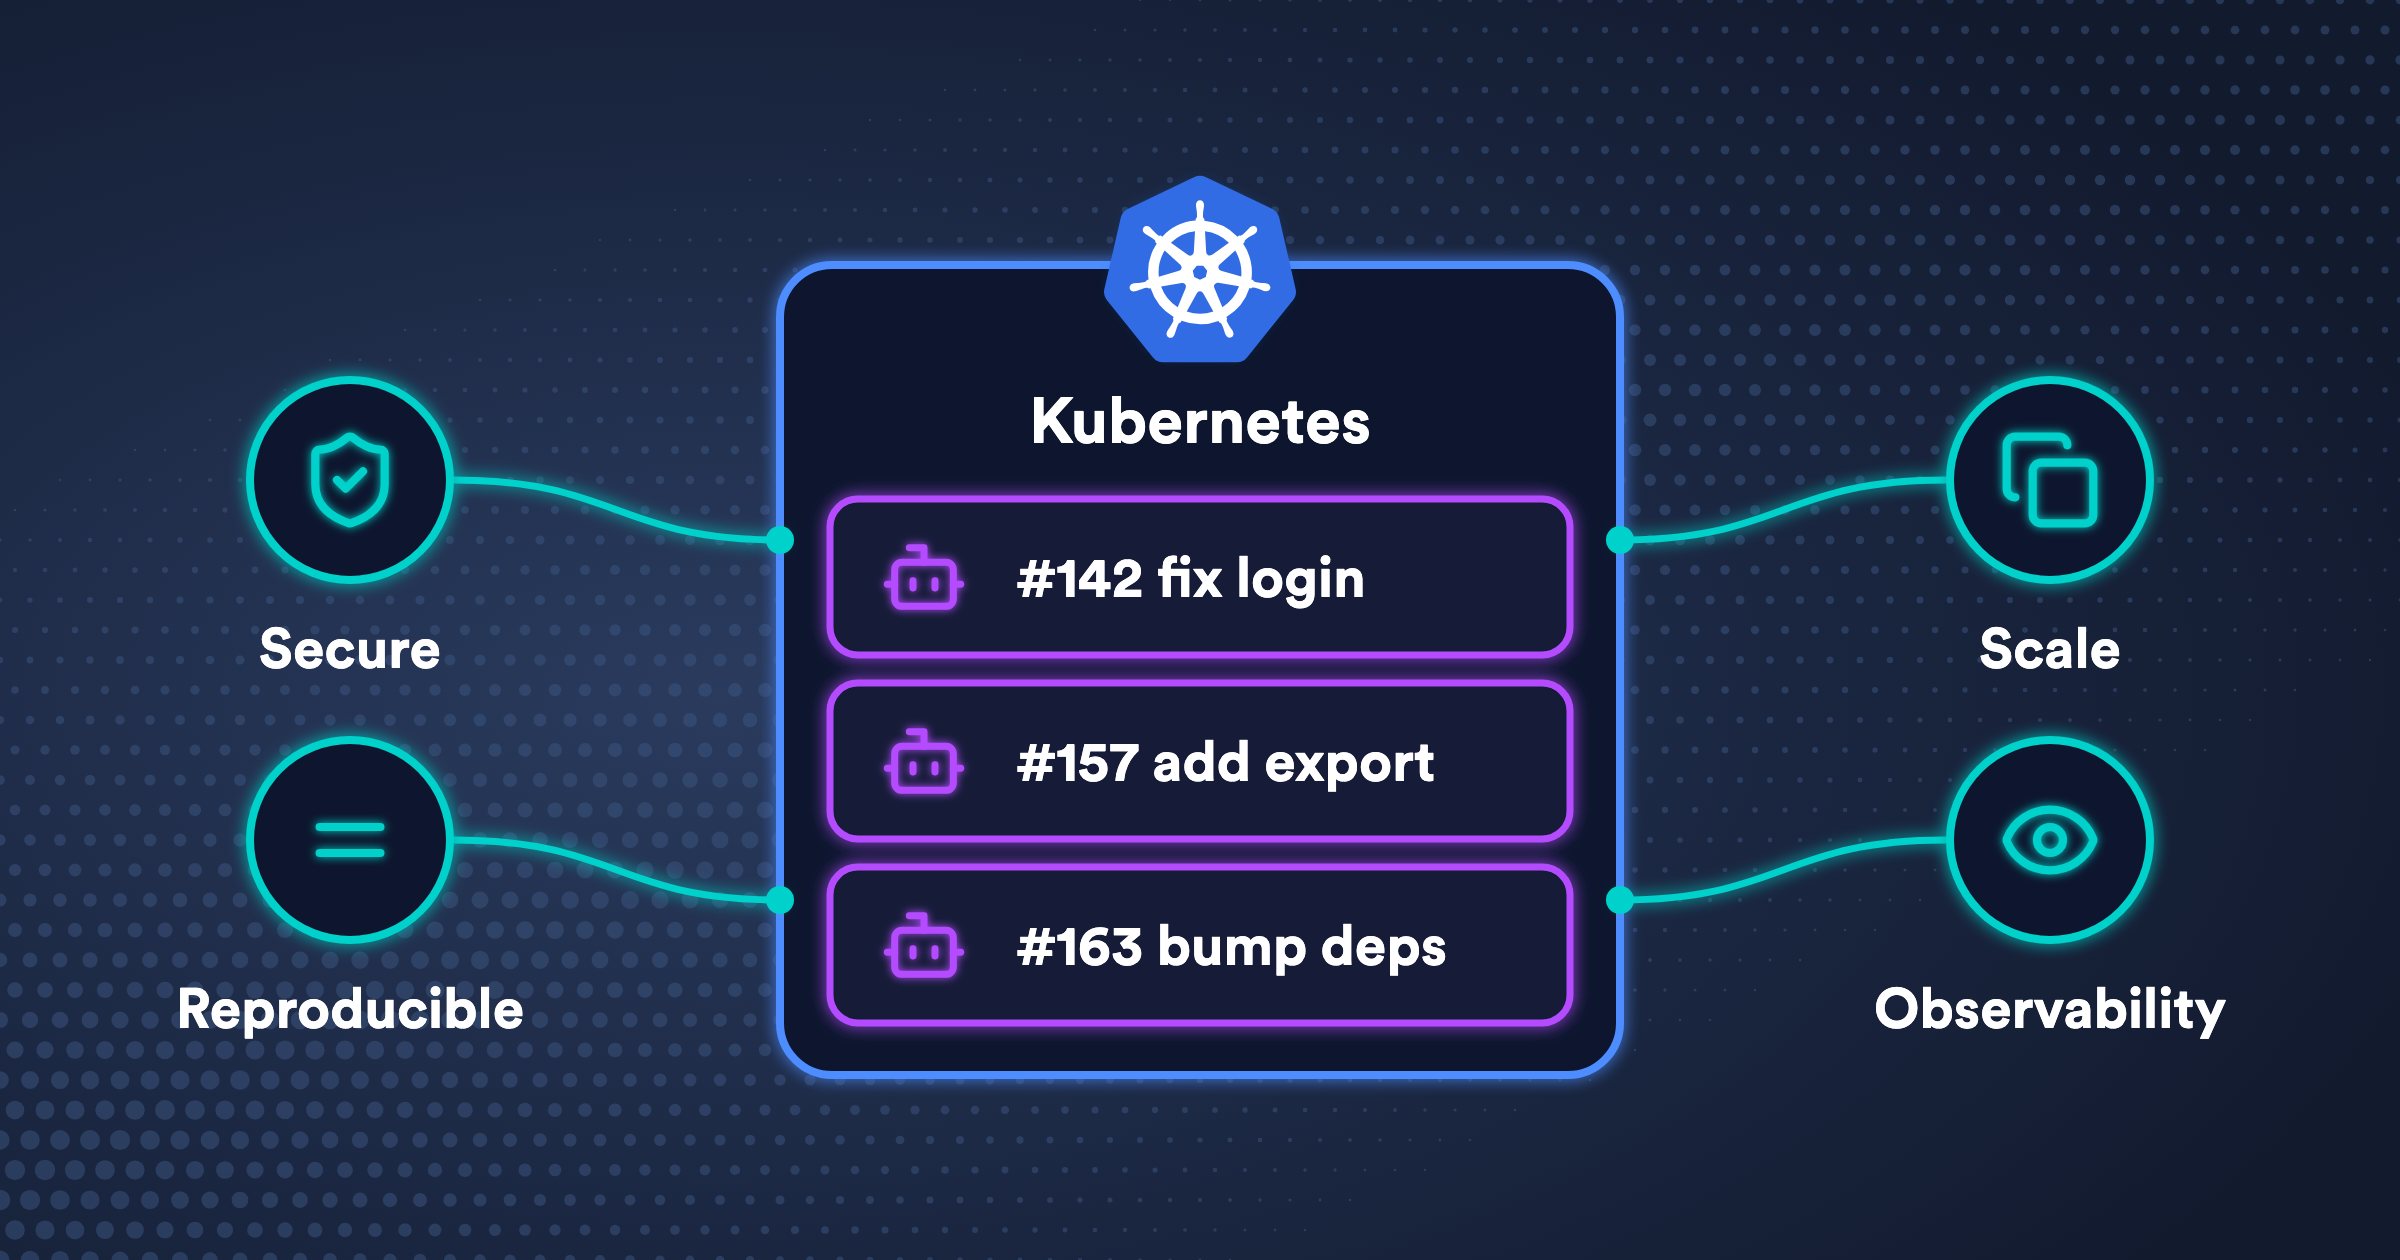 Kubernetes
#142 fix login
#157 add export
#163 bump deps
Secure
Reproducible
Scale
Observability